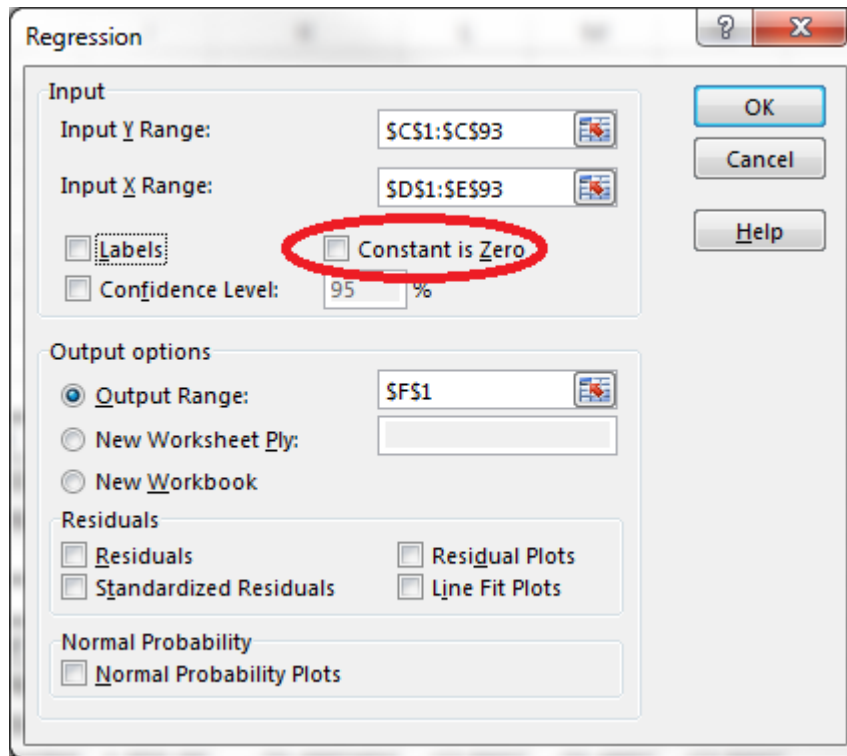 Regression
?
X
Input
Input Y Range:
$C$1:$C$93
Input X Range:
$D$1:$E$93
Labels
Constant is Zero
Confidence Level:
95
%
OK
Cancel
Help
Output options
Output Range:
$F$1
New Worksheet Ply:
New Workbook
Residuals
Residuals
Residual Plots
Standardized Residuals
Line Fit Plots
Normal Probability
Normal Probability Plots